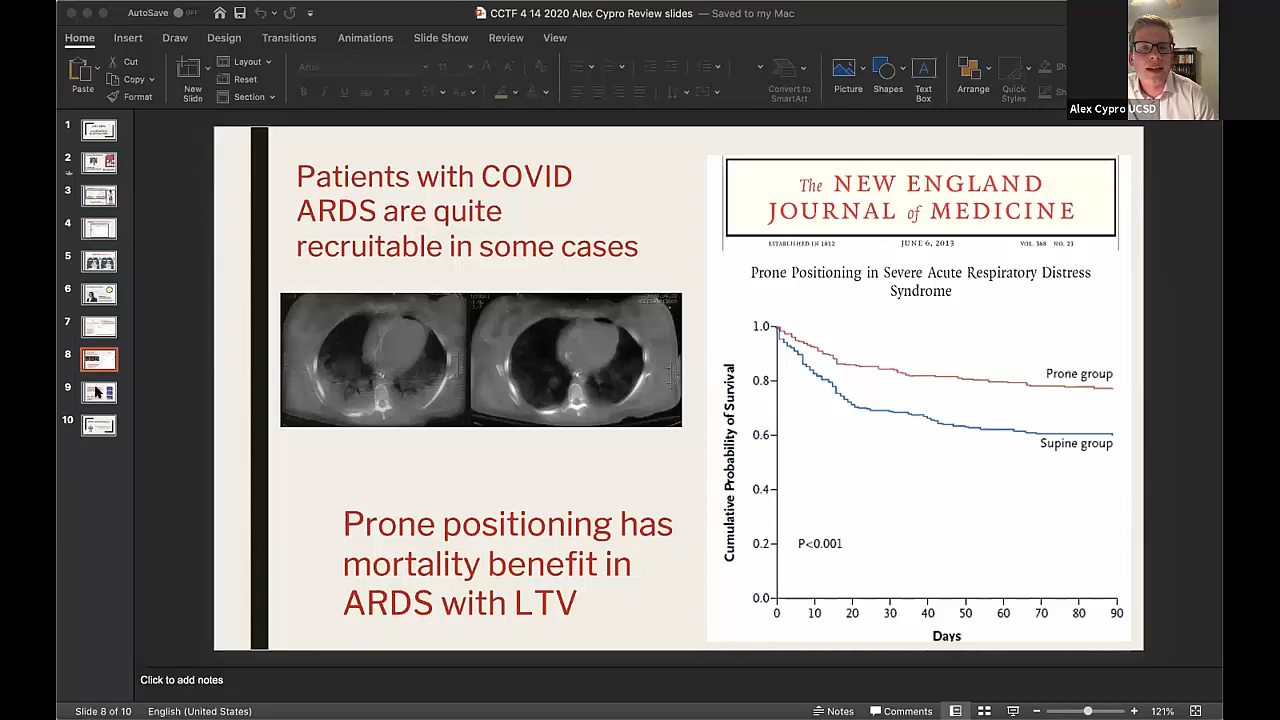 AutoSave OFF
CCTF 4 14 2020 Alex Cypro Review slides — Saved to my Mac
Home Insert Draw Design Transitions Animations Slide Show Review View
Paste
Cut
Copy
Format
New Slide
Layout
Reset
Section
Convert to SmartArt
Picture
Shapes
Text Box
Arrange
Quick Styles
Alex Cypro UCSD
1
2
3
4
5
6
7
8
9
10
Patients with COVID
ARDS are quite
recruitable in some cases
Prone positioning has
mortality benefit in
ARDS with LTV
The NEW ENGLAND
JOURNAL of MEDICINE
ESTABLISHED IN 1812 JUNE 6, 2013 VOL. 368 NO. 23
Prone Positioning in Severe Acute Respiratory Distress
Syndrome
Cumulative Probability of Survival
1.0
0.8
0.6
0.4
0.2
0.0
Prone group
Supine group
P<0.001
0 10 20 30 40 50 60 70 80 90
Days
Click to add notes
Slide 8 of 10 English (United States) Notes Comments 121%